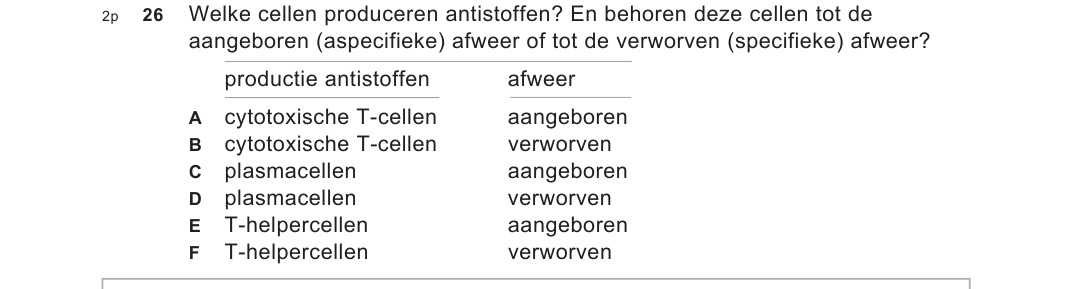 2p 26 Welke cellen produceren antistoffen? En behoren deze cellen tot de
aangeboren (aspecifieke) afweer of tot de verworven (specifieke) afweer?
productie antistoffen afweer
A cytotoxische T-cellen aangeboren
B cytotoxische T-cellen verworven
C plasmacellen aangeboren
D plasmacellen verworven
E T-helpercellen aangeboren
F T-helpercellen verworven